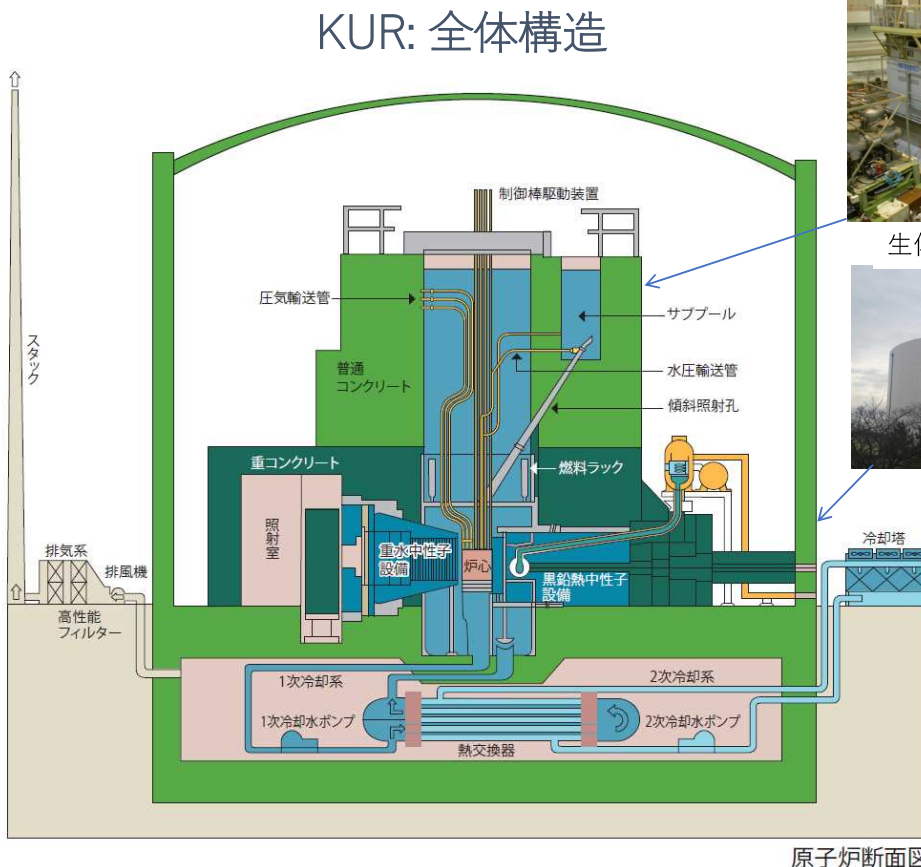 KUR: 全体構造
制御棒駆動装置
生体
圧気輸送管
サブプール
スタック
普通
コンクリート
水圧輸送管
傾斜照射孔
重コンクリート
燃料ラック
照射室
冷却塔
排気系
排風機
重水中性子
設備
炉心
黒鉛熱中性子
設備
高性能
フィルター
1次冷却系
2次冷却系
1次冷却水ポンプ
2次冷却水ポンプ
熱交換器
原子炉断面図